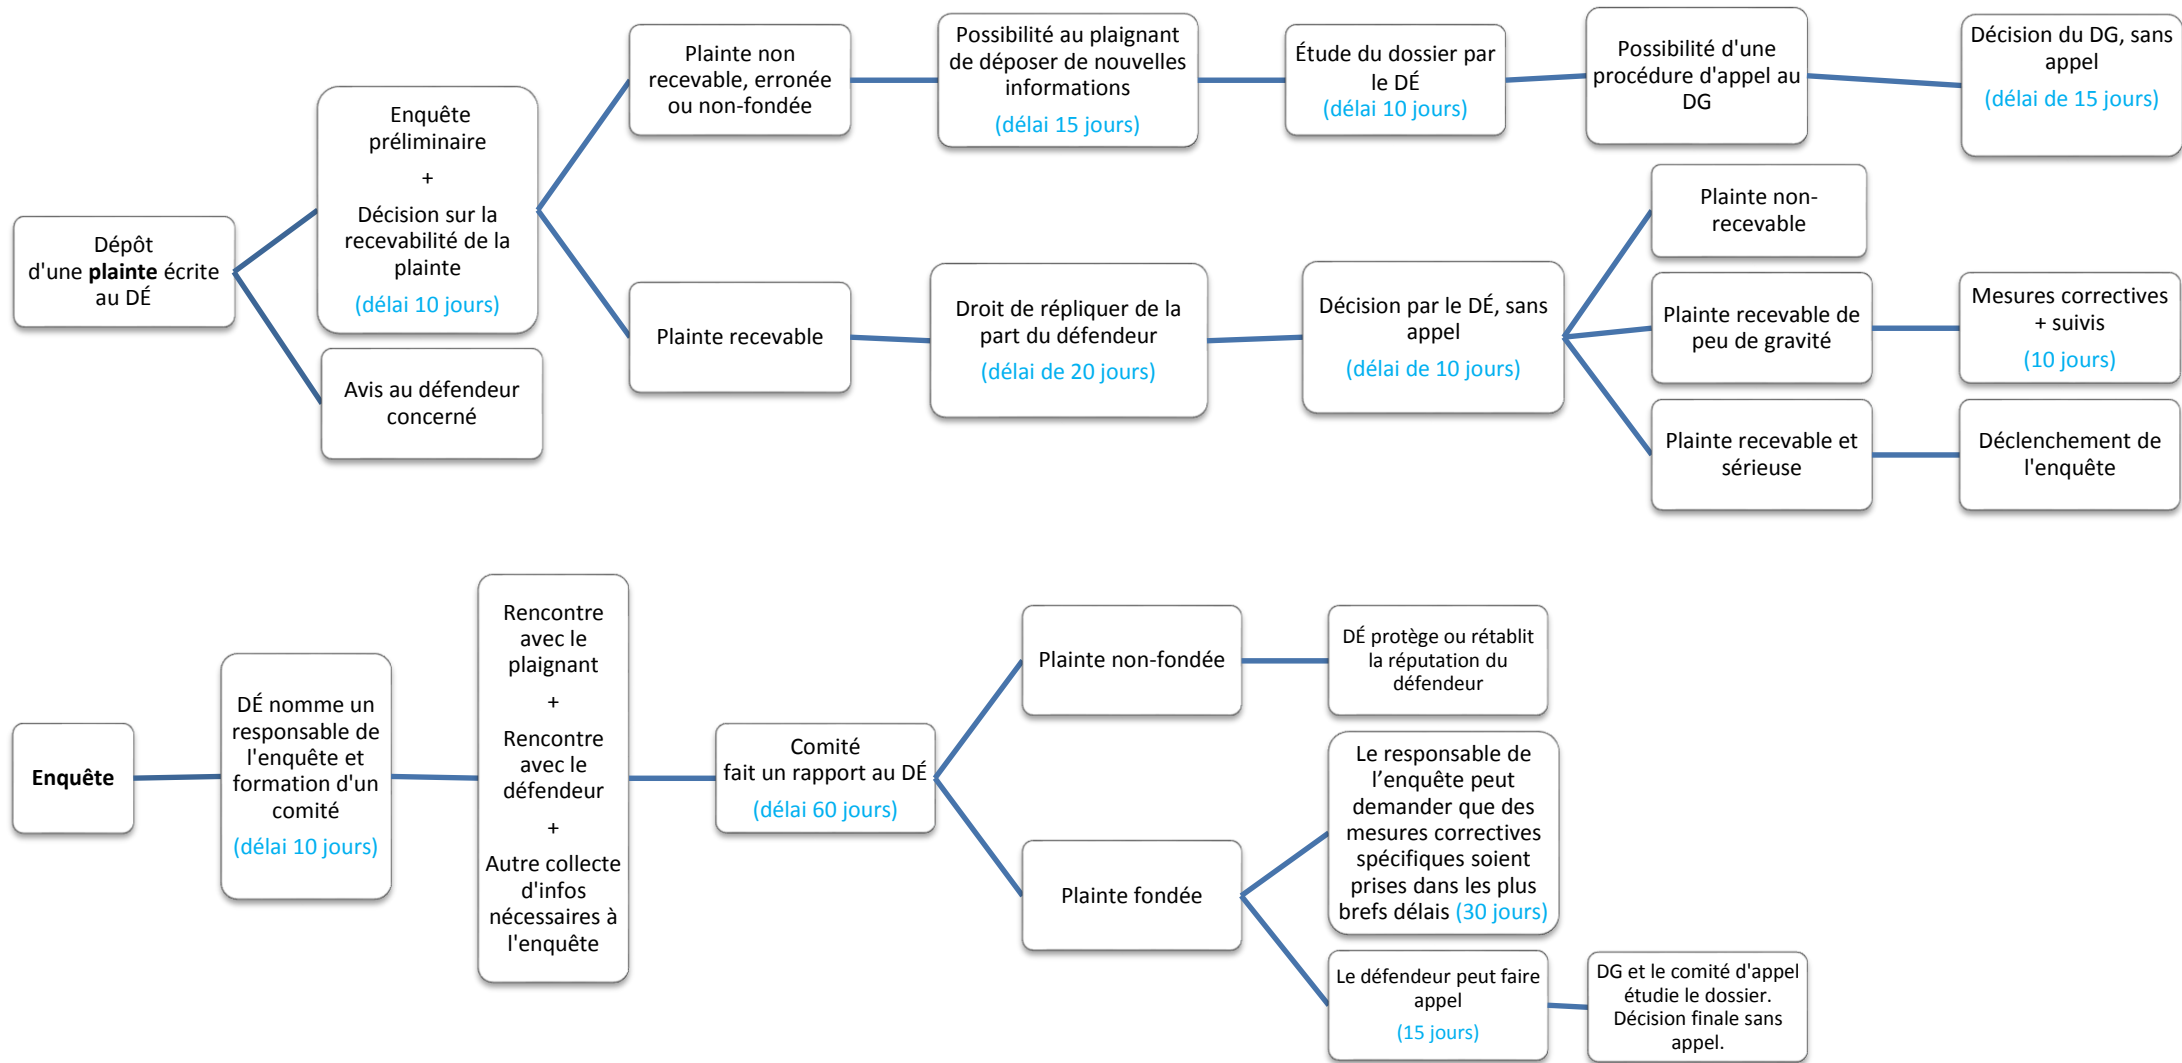 Dépôt
d'une plainte écrite
au DÉ
Enquête
préliminaire
+
Décision sur la
recevabilité de la
plainte
(délai 10 jours)
Avis au défendeur
concerné
Plainte non
recevable, erronée
ou non-fondée
Possibilité au plaignant
de déposer de nouvelles
informations
(délai 15 jours)
Étude du dossier par
le DÉ
(délai 10 jours)
Possibilité d'une
procédure d'appel au
DG
Décision du DG, sans
appel
(délai de 15 jours)
Plainte recevable
Droit de répliquer de la
part du défendeur
(délai de 20 jours)
Décision par le DÉ, sans
appel
(délai de 10 jours)
Plainte non-
recevable
Plainte recevable de
peu de gravité
Mesures correctives
+ suivis
(10 jours)
Plainte recevable et
sérieuse
Déclenchement de
l'enquête
Enquête
DÉ nomme un
responsable de
l'enquête et
formation d'un
comité
(délai 10 jours)
Rencontre
avec le
plaignant
+
Rencontre
avec le
défendeur
+
Autre collecte
d'infos
nécessaires à
l'enquête
Comité
fait un rapport au DÉ
(délai 60 jours)
Plainte non-fondée
DÉ protège ou rétablit
la réputation du
défendeur
Plainte fondée
Le responsable de
l’enquête peut
demander que des
mesures correctives
spécifiques soient
prises dans les plus
brefs délais (30 jours)
Le défendeur peut faire
appel
(15 jours)
DG et le comité d'appel
étudie le dossier.
Décision finale sans
appel.